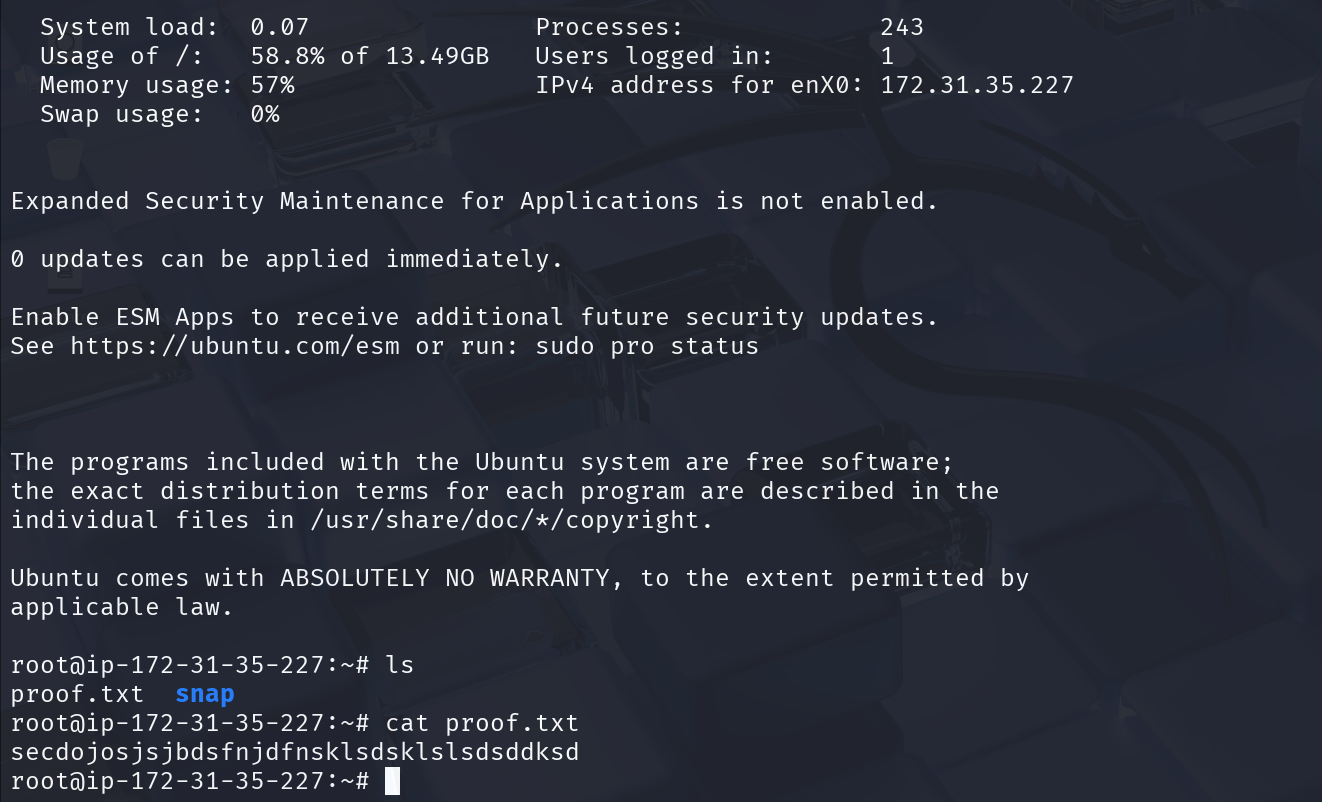 System load:  0.07               Processes:             243
Usage of /:   58.8% of 13.49GB   Users logged in:       1
Memory usage: 57%                IPv4 address for enX0: 172.31.35.227
Swap usage:   0%
Expanded Security Maintenance for Applications is not enabled.
0 updates can be applied immediately.
Enable ESM Apps to receive additional future security updates.
See https://ubuntu.com/esm or run: sudo pro status
The programs included with the Ubuntu system are free software;
the exact distribution terms for each program are described in the
individual files in /usr/share/doc/*/copyright.
Ubuntu comes with ABSOLUTELY NO WARRANTY, to the extent permitted by
applicable law.
root@ip-172-31-35-227:~# ls
proof.txt  snap
root@ip-172-31-35-227:~# cat proof.txt
secdojosjsjbdsfnjdfnsklsdsklslsdsddksd
root@ip-172-31-35-227:~#